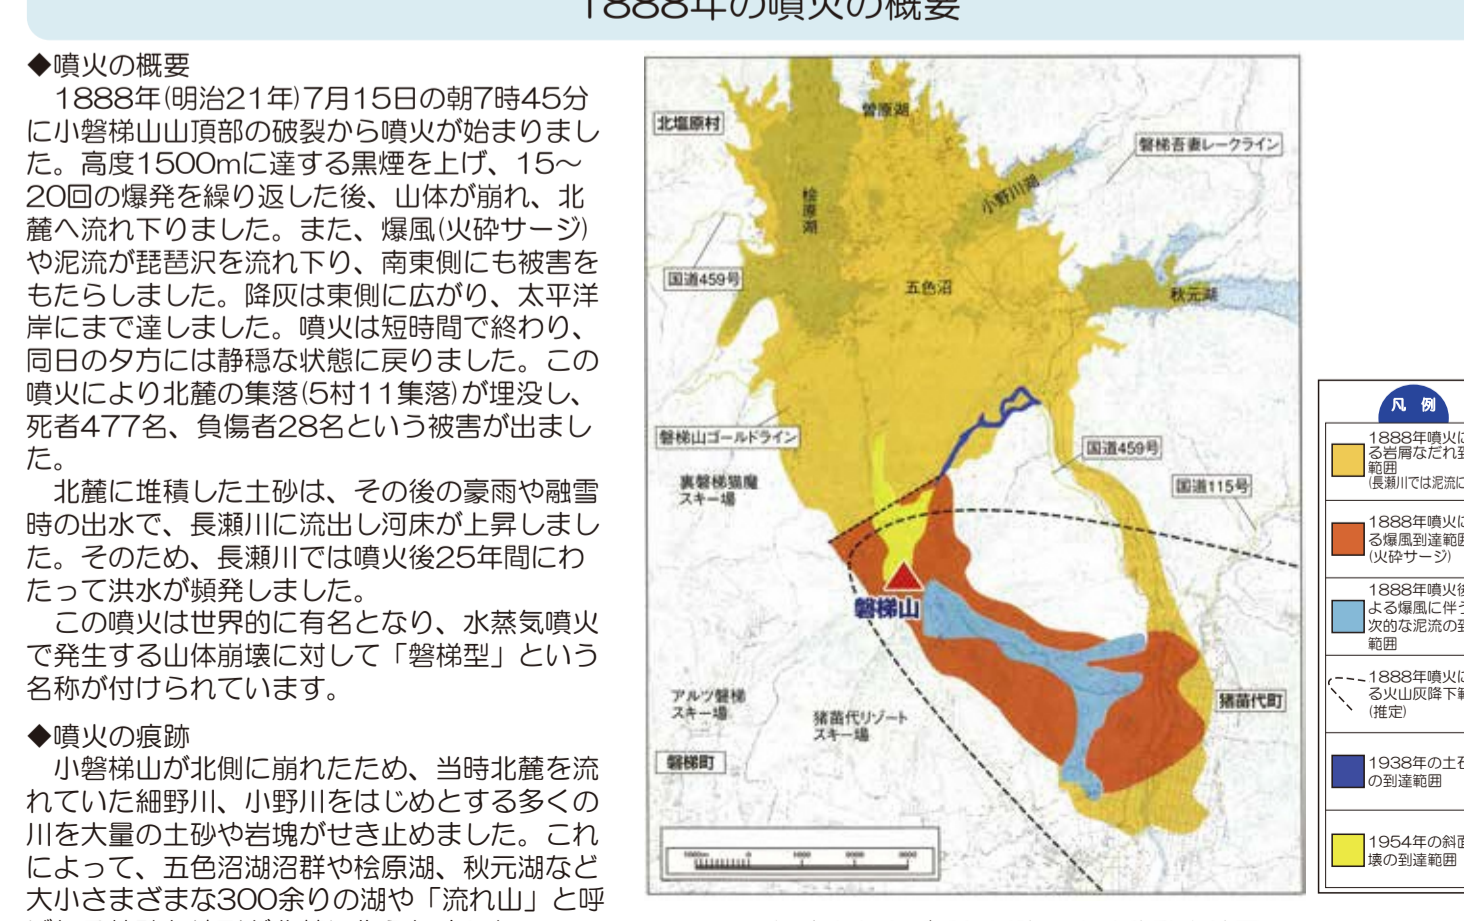 1888年の噴火の概要
◆噴火の概要
　1888年(明治21年)7月15日の朝7時45分
に小磐梯山山頂部の破裂から噴火が始まりまし
た。高度1500mに達する黒煙を上げ、15～
20回の爆発を繰り返した後、山体が崩れ、北
麓へ流れ下りました。また、爆風(火砕サージ)
や泥流が琵琶沢を流れ下り、南東側にも被害を
もたらしました。降灰は東側に広がり、太平洋
岸にまで達しました。噴火は短時間で終わり、
同日の夕方には静穏な状態に戻りました。この
噴火により北麓の集落(5村11集落)が埋没し、
死者477名、負傷者28名という被害が出まし
た。
　北麓に堆積した土砂は、その後の豪雨や融雪
時の出水で、長瀬川に流出し河床が上昇しまし
た。そのため、長瀬川では噴火後25年間にわ
たって洪水が頻発しました。
　この噴火は世界的に有名となり、水蒸気噴火
で発生する山体崩壊に対して「磐梯型」という
名称が付けられています。
◆噴火の痕跡
　小磐梯山が北側に崩れたため、当時北麓を流
れていた細野川、小野川をはじめとする多くの
川を大量の土砂や岩塊がせき止めました。これ
によって、五色沼湖沼群や桧原湖、秋元湖など
大小さまざまな300余りの湖や「流れ山」と呼
北塩原村
曽原湖
磐梯吾妻レークライン
桧原湖
小野川湖
国道459号
五色沼
秋元湖
磐梯山ゴールドライン
国道459号
裏磐梯猫魔
スキー場
国道115号
磐梯山
アルツ磐梯
スキー場
猪苗代リゾート
スキー場
猪苗代町
磐梯町
1000m 0 1000
凡 例
1888年噴火に
る岩屑なだれ到
範囲
(長瀬川では泥流に
1888年噴火に
る爆風到達範囲
(火砕サージ)
1888年噴火後
よる爆風に伴う
次的な泥流の到
範囲
1888年噴火に
る火山灰降下範
(推定)
1938年の土石
の到達範囲
1954年の斜面
壊の到達範囲